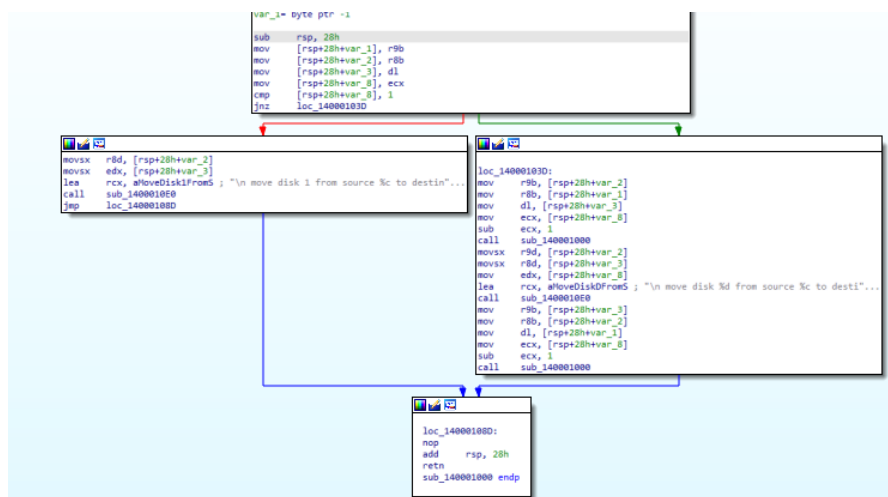 var_1= byte ptr -1
sub rsp, 28h
mov [rsp+28h+var_1], r9b
mov [rsp+28h+var_2], r8b
mov [rsp+28h+var_3], dl
mov [rsp+28h+var_8], ecx
cmp [rsp+28h+var_8], 1
jnz loc_14000103D
movsx r8d, [rsp+28h+var_2]
movsx edx, [rsp+28h+var_3]
lea rcx, aMoveDisk1FromS ; "\n move disk 1 from source %c to destin"...
call sub_1400010E0
jmp loc_14000108D
loc_14000103D:
mov r9b, [rsp+28h+var_2]
mov r8b, [rsp+28h+var_1]
mov dl, [rsp+28h+var_3]
mov ecx, [rsp+28h+var_8]
sub ecx, 1
call sub_140001000
movsx r9d, [rsp+28h+var_2]
movsx r8d, [rsp+28h+var_3]
mov edx, [rsp+28h+var_8]
lea rcx, aMoveDiskDFromS ; "\n move disk %d from source %c to desti"...
call sub_1400010E0
mov r9b, [rsp+28h+var_3]
mov r8b, [rsp+28h+var_2]
mov dl, [rsp+28h+var_1]
mov ecx, [rsp+28h+var_8]
sub ecx, 1
call sub_140001000
loc_14000108D:
nop
add rsp, 28h
retn
sub_140001000 endp